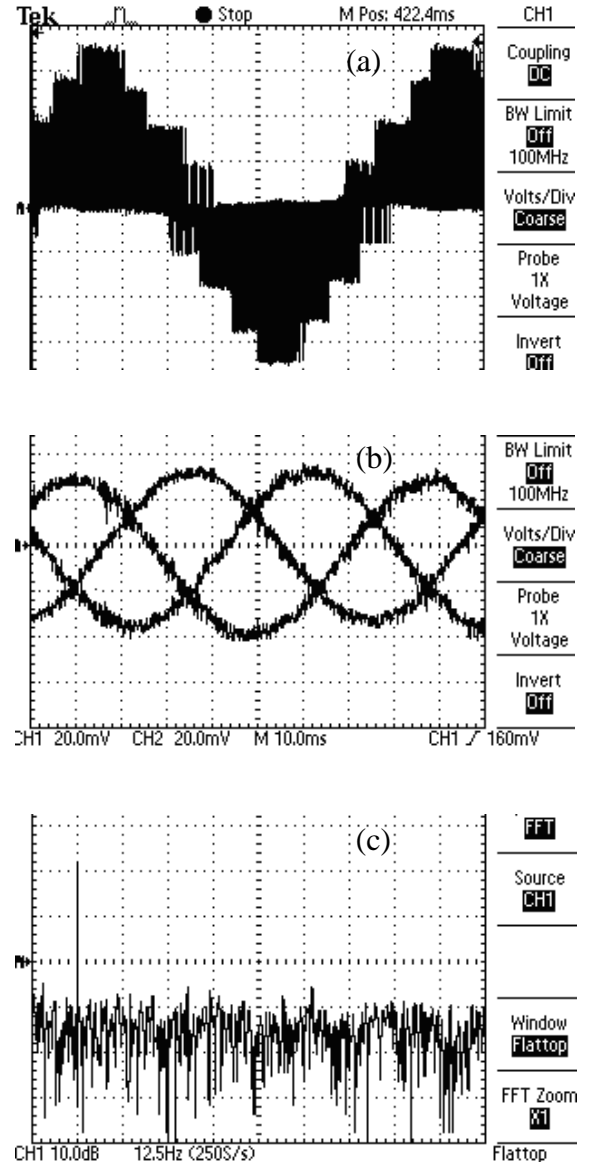 Tek Stop M Pos: 422.4ms CH1
(a)
Coupling
DC
BW Limit
Off
100MHz
Volts/Div
Coarse
Probe
1X
Voltage
Invert
Off
(b)
BW Limit
Off
100MHz
Volts/Div
Coarse
Probe
1X
Voltage
Invert
Off
CH1 20.0mV CH2 20.0mV M 10.0ms CH1 160mV
(c)
FFT
Source
CH1
Window
Flattop
FFT Zoom
X1
CH1 10.0dB 12.5Hz (250S/s) Flattop